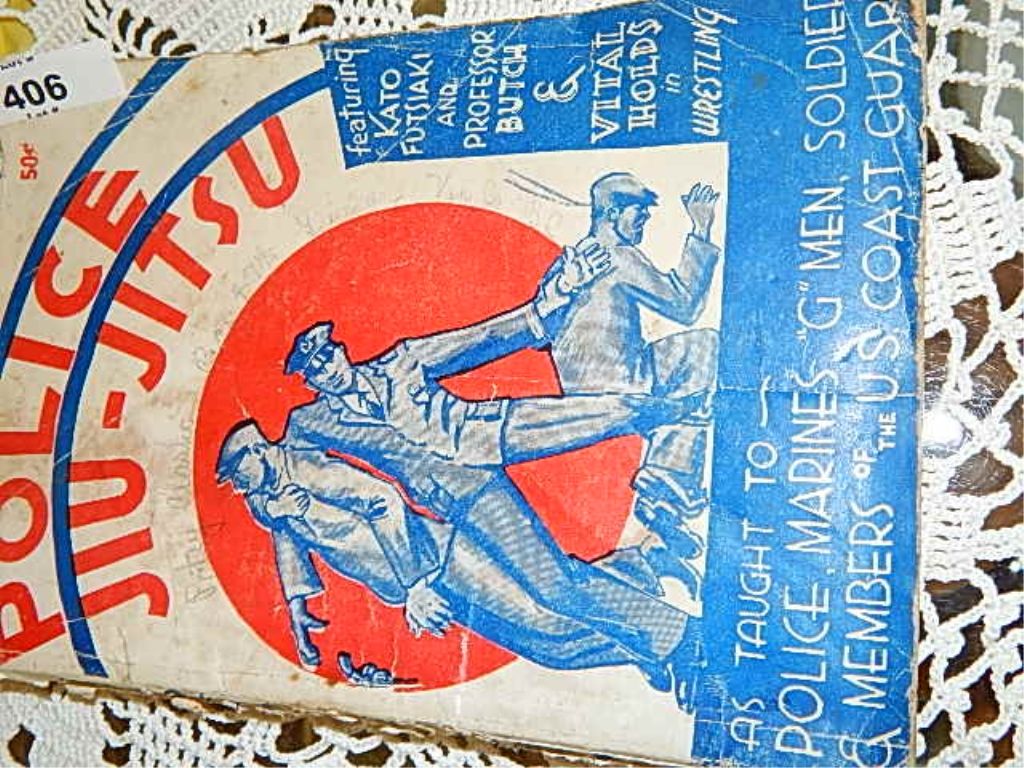 406
50¢
POLICE
JIU-JITSU
featuring
KATO
FUTSIAKI
AND
PROFESSOR
BUTCH
&
VITAL
HOLDS
in
WRESTLING
AS TAUGHT TO—
POLICE, MARINES "G" MEN, SOLDIER
& MEMBERS OF THE U.S. COAST GUAR